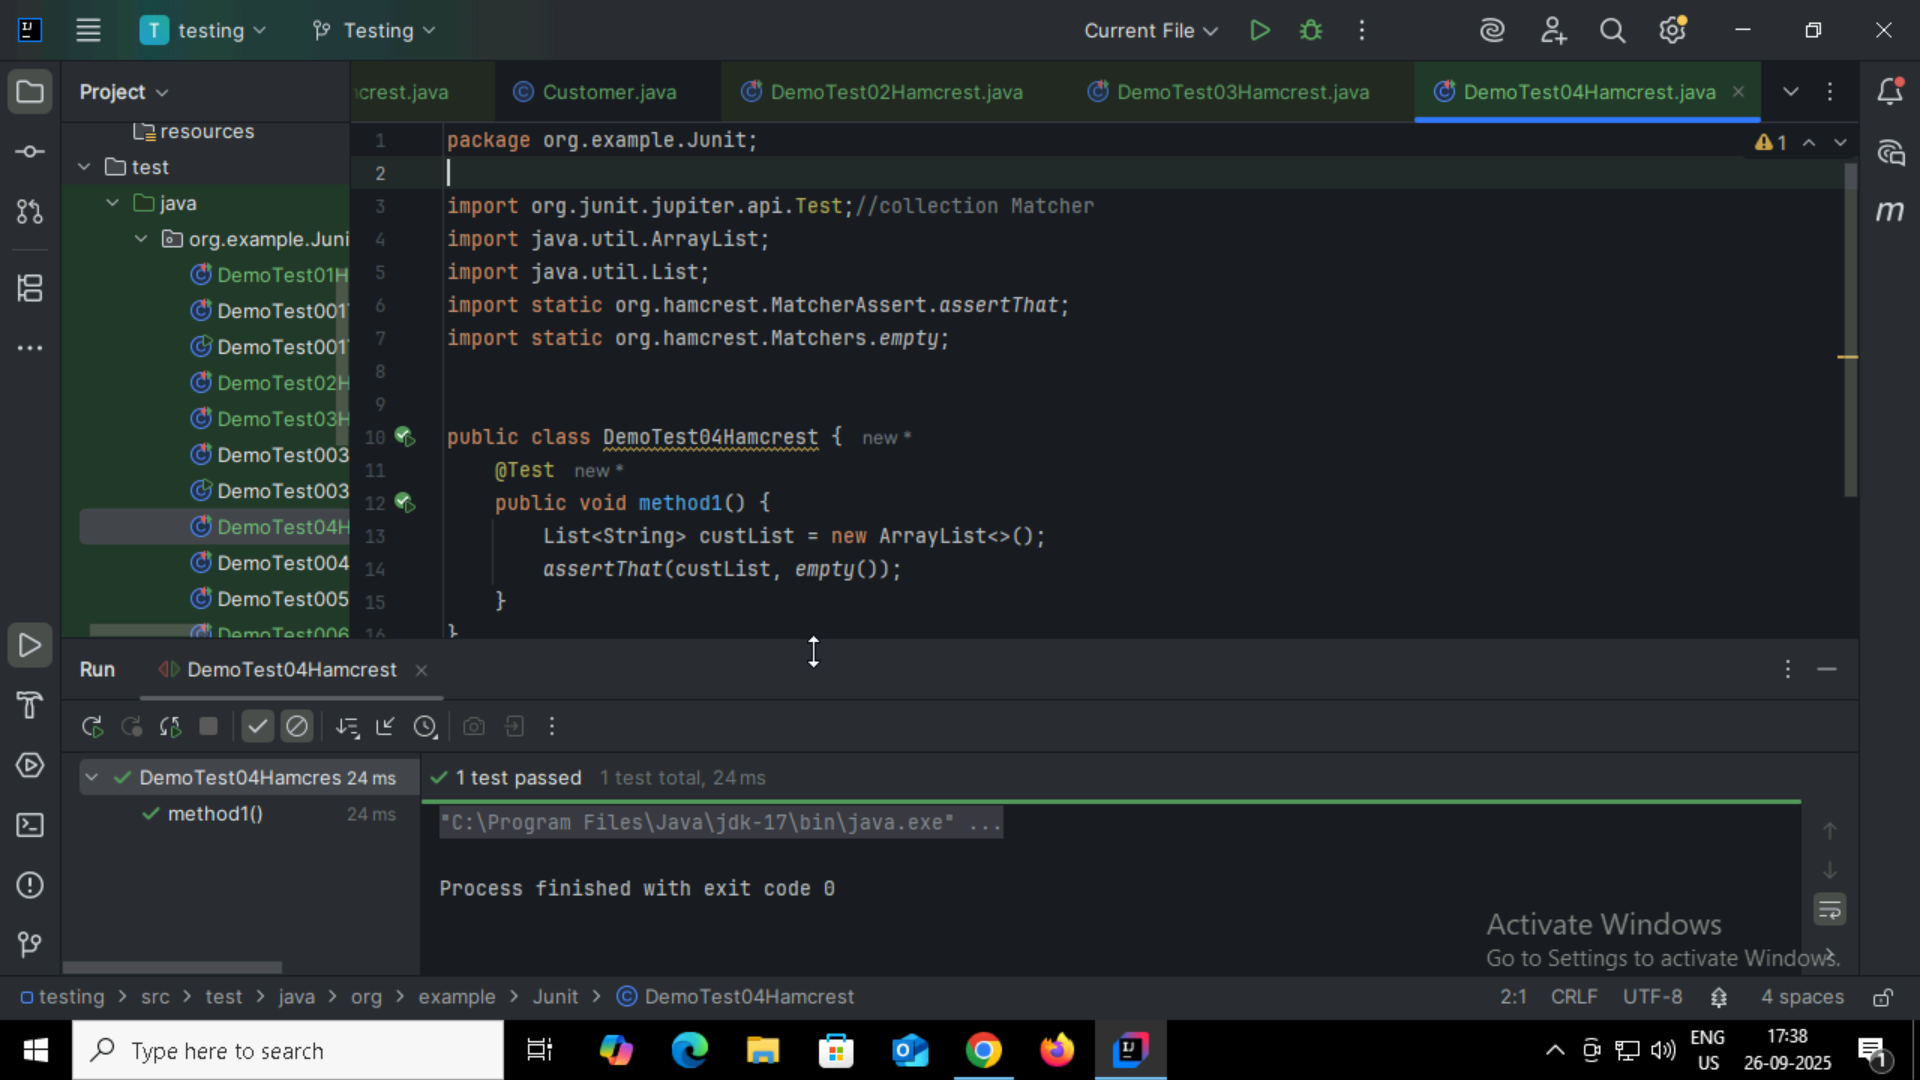 T testing
Testing
Current File
Project
crest.java
Customer.java
DemoTest02Hamcrest.java
DemoTest03Hamcrest.java
DemoTest04Hamcrest.java
resources
test
java
org.example.Juni
DemoTest01H
DemoTest001
DemoTest001
DemoTest02H
DemoTest03H
DemoTest003
DemoTest003
DemoTest04H
DemoTest004
DemoTest005
DemoTest006
1 package org.example.Junit;
2
3 import org.junit.jupiter.api.Test;//collection Matcher
4 import java.util.ArrayList;
5 import java.util.List;
6 import static org.hamcrest.MatcherAssert.assertThat;
7 import static org.hamcrest.Matchers.empty;
8
9
10 public class DemoTest04Hamcrest { new *
11 @Test new *
12 public void method1() {
13 List<String> custList = new ArrayList<>();
14 assertThat(custList, empty());
15 }
16 }
1
m
Run
DemoTest04Hamcrest
DemoTest04Hamcres 24 ms
method1() 24 ms
1 test passed 1 test total, 24 ms
"C:\Program Files\Java\jdk-17\bin\java.exe" ...
Process finished with exit code 0
Activate Windows
Go to Settings to activate Windows.
testing > src > test > java > org > example > Junit > DemoTest04Hamcrest
2:1 CRLF UTF-8 4 spaces
Type here to search
ENG
US
17:38
26-09-2025
1